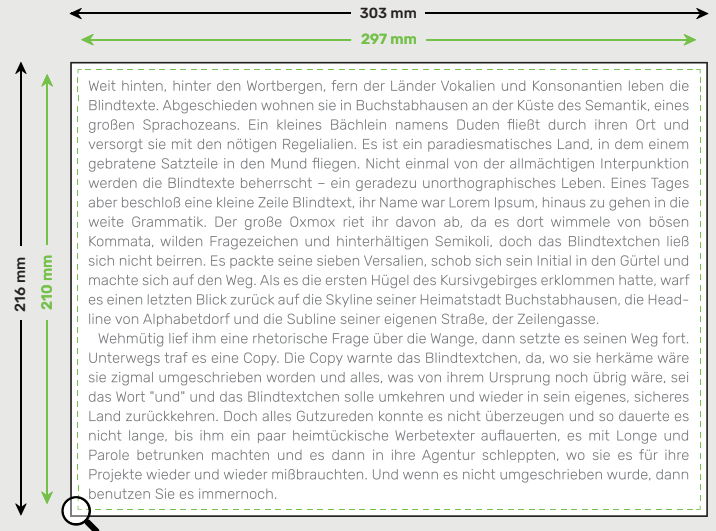 303 mm
297 mm
216 mm
210 mm
Weit hinten, hinter den Wortbergen, fern der Länder Vokalien und Konsonantien leben die
Blindtexte. Abgeschieden wohnen sie in Buchstabhausen an der Küste des Semantik, eines
großen Sprachozeans. Ein kleines Bächlein namens Duden fließt durch ihren Ort und
versorgt sie mit den nötigen Regelialien. Es ist ein paradiesmatisches Land, in dem einem
gebratene Satzteile in den Mund fliegen. Nicht einmal von der allmächtigen Interpunktion
werden die Blindtexte beherrscht – ein geradezu unorthographisches Leben. Eines Tages
aber beschloß eine kleine Zeile Blindtext, ihr Name war Lorem Ipsum, hinaus zu gehen in die
weite Grammatik. Der große Oxmox riet ihr davon ab, da es dort wimmele von bösen
Kommata, wilden Fragezeichen und hinterhältigen Semikoli, doch das Blindtextchen ließ
sich nicht beirren. Es packte seine sieben Versalien, schob sich sein Initial in den Gürtel und
machte sich auf den Weg. Als es die ersten Hügel des Kursivgebirges erklommen hatte, warf
es einen letzten Blick zurück auf die Skyline seiner Heimatstadt Buchstabhausen, die Head-
line von Alphabetdorf und die Subline seiner eigenen Straße, der Zeilengasse.
Wehmütig lief ihm eine rhetorische Frage über die Wange, dann setzte es seinen Weg fort.
Unterwegs traf es eine Copy. Die Copy warnte das Blindtextchen, da, wo sie herkäme wäre
sie zigmal umgeschrieben worden und alles, was von ihrem Ursprung noch übrig wäre, sei
das Wort "und" und das Blindtextchen solle umkehren und wieder in sein eigenes, sicheres
Land zurückkehren. Doch alles Gutzureden konnte es nicht überzeugen und so dauerte es
nicht lange, bis ihm ein paar heimtückische Werbetexter auflauerten, es mit Longe und
Parole betrunken machten und es dann in ihre Agentur schleppten, wo sie es für ihre
Projekte wieder und wieder mißbrauchten. Und wenn es nicht umgeschrieben wurde, dann
benutzen Sie es immernoch.